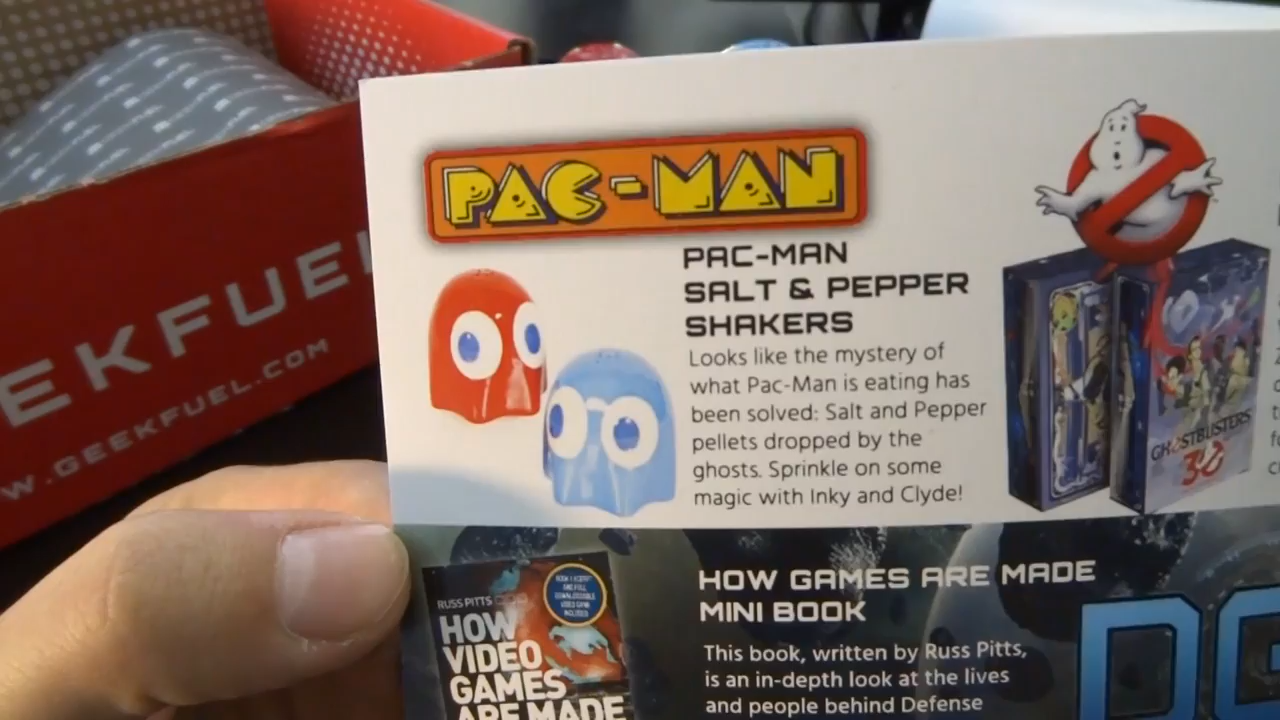 EEKFUEL
W.GEEKFUEL.COM
PAC-MAN
PAC-MAN
SALT & PEPPER
SHAKERS
Looks like the mystery of
what Pac-Man is eating has
been solved: Salt and Pepper
pellets dropped by the
ghosts. Sprinkle on some
magic with Inky and Clyde!
GHOSTBUSTERS
30
HOW GAMES ARE MADE
MINI BOOK
This book, written by Russ Pitts,
is an in-depth look at the lives
and people behind Defense
RUSS PITTS
HOW
VIDEO
GAMES
ARE MADE